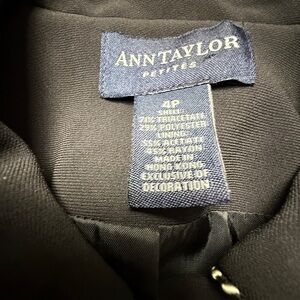 ANNTAYLOR
PETITES
4P
SHELL:
71% TRIACETATE
29% POLYESTER
LINING:
55% ACETATE
45% RAYON
MADE IN
HONG KONG
EXCLUSIVE OF
DECORATION